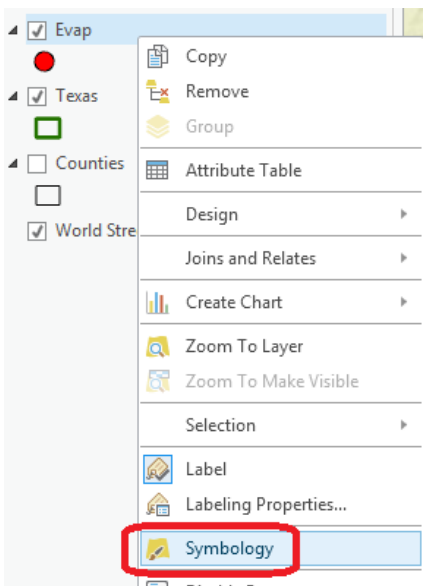 Evap
Copy
Remove
Texas
Group
Counties
Attribute Table
Design
World Stre
Joins and Relates
Create Chart
Zoom To Layer
Zoom To Make Visible
Selection
Label
Labeling Properties...
Symbology